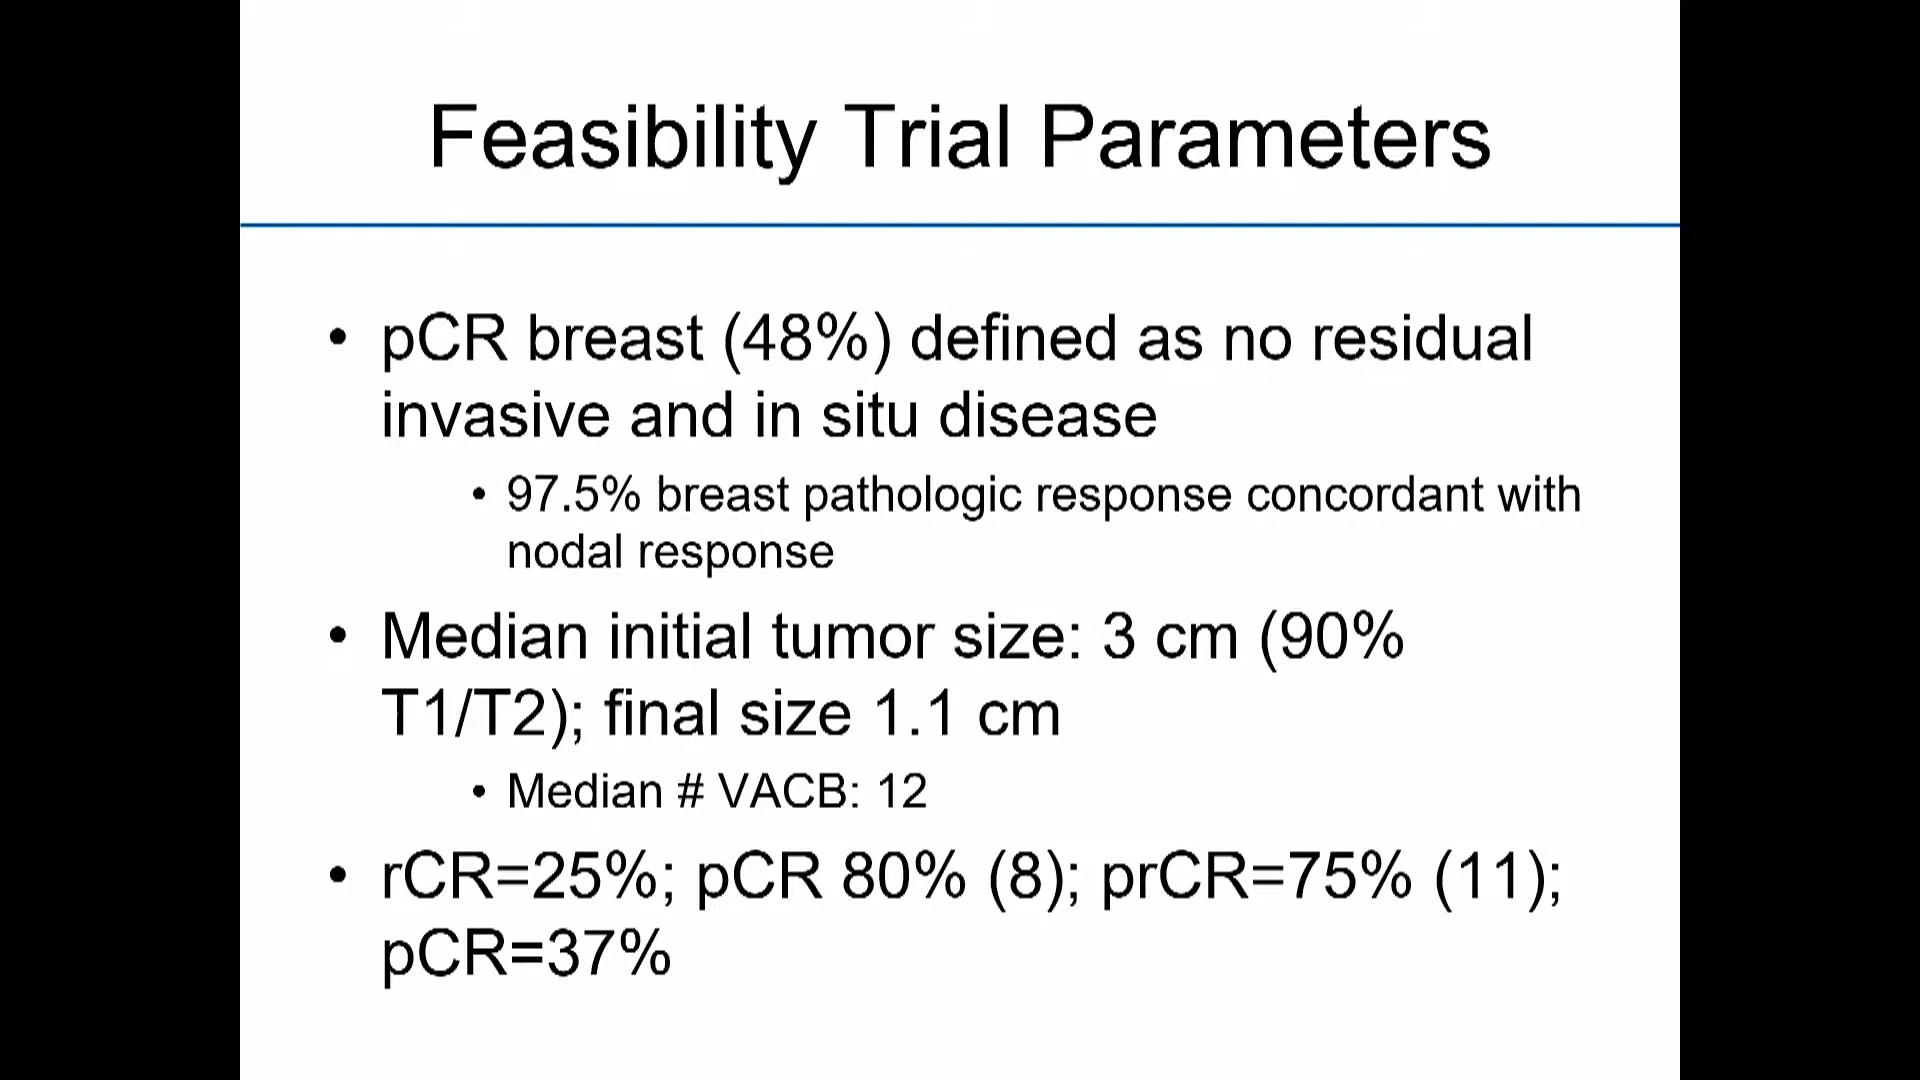 Feasibility Trial Parameters
• pCR breast (48%) defined as no residual
invasive and in situ disease
• 97.5% breast pathologic response concordant with
nodal response
• Median initial tumor size: 3 cm (90%
T1/T2); final size 1.1 cm
• Median # VACB: 12
• rCR=25%; pCR 80% (8); prCR=75% (11);
pCR=37%